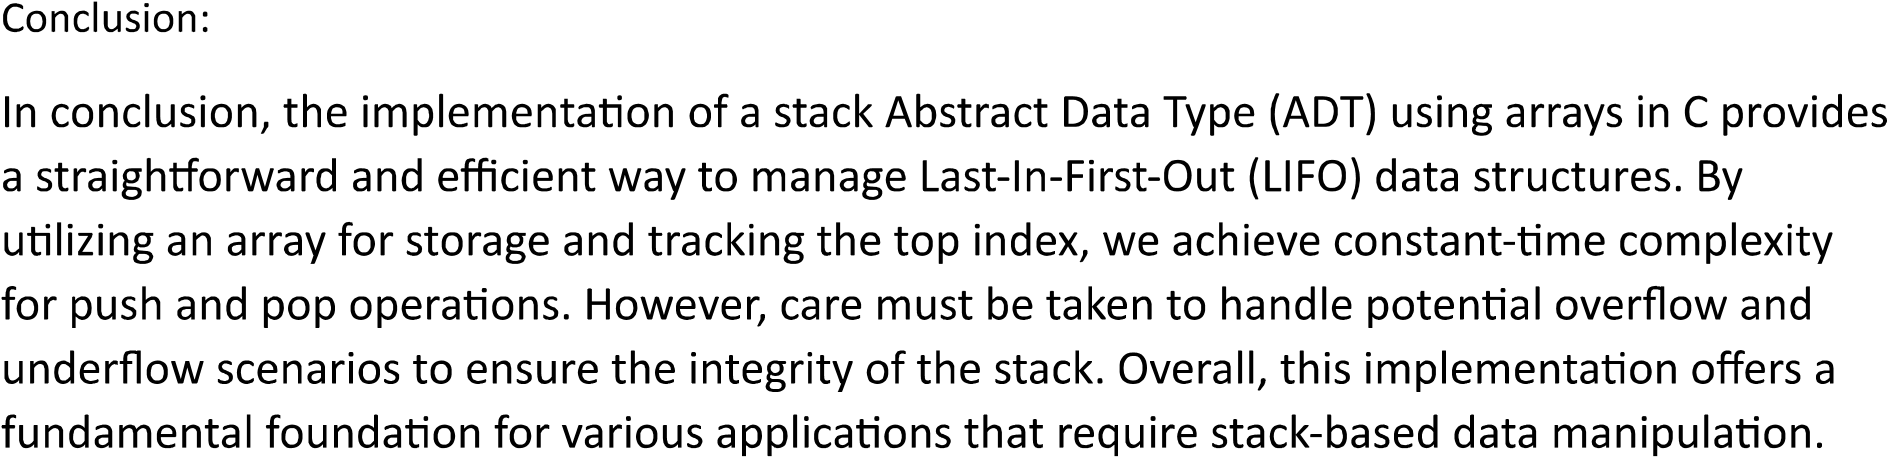 Conclusion:
In conclusion, the implementation of a stack Abstract Data Type (ADT) using arrays in C provides
a straightforward and efficient way to manage Last-In-First-Out (LIFO) data structures. By
utilizing an array for storage and tracking the top index, we achieve constant-time complexity
for push and pop operations. However, care must be taken to handle potential overflow and
underflow scenarios to ensure the integrity of the stack. Overall, this implementation offers a
fundamental foundation for various applications that require stack-based data manipulation.